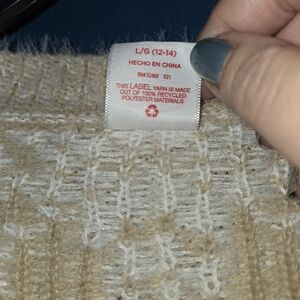 L/G (12-14)
HECHO EN CHINA
THIS LABEL YARN IS MADE
OUT OF 100% RECYCLED
POLYESTER MATERIALS